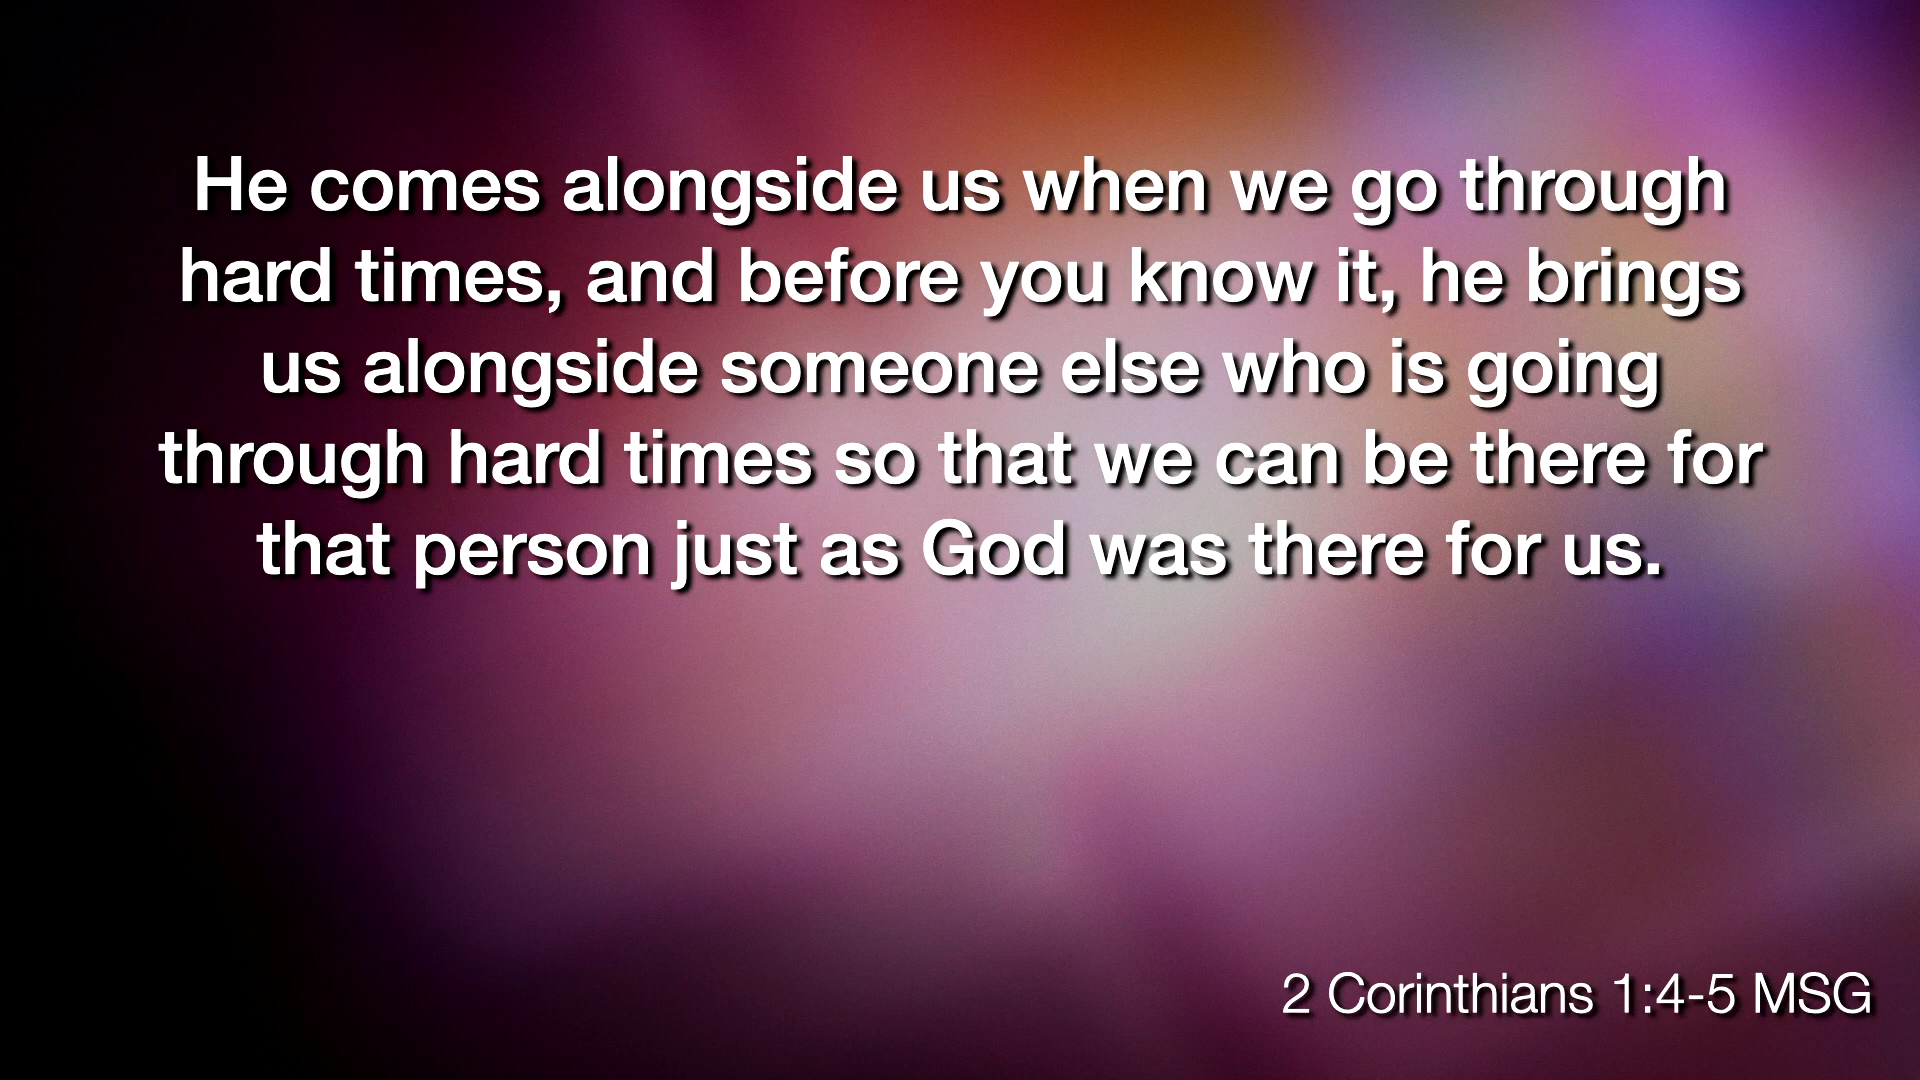 He comes alongside us when we go through
hard times, and before you know it, he brings
us alongside someone else who is going
through hard times so that we can be there for
that person just as God was there for us.
2 Corinthians 1:4-5 MSG